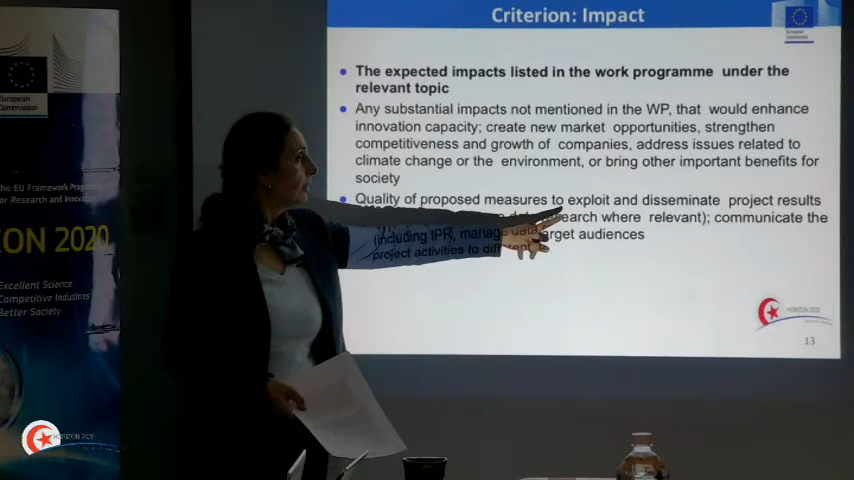 Criterion: Impact
European
Commission
The expected impacts listed in the work programme under the
relevant topic
Any substantial impacts not mentioned in the WP, that would enhance
innovation capacity; create new market opportunities, strengthen
competitiveness and growth of companies, address issues related to
climate change or the environment, or bring other important benefits for
society
Quality of proposed measures to exploit and disseminate project results
(including IPR, manage data research where relevant); communicate the
project activities to different target audiences
HORIZON 2020
13
European
Commission
The EU Framework Programme
for Research and Innovation
ZON 2020
Excellent Science
Competitive Industries
Better Society
HORIZON 2020